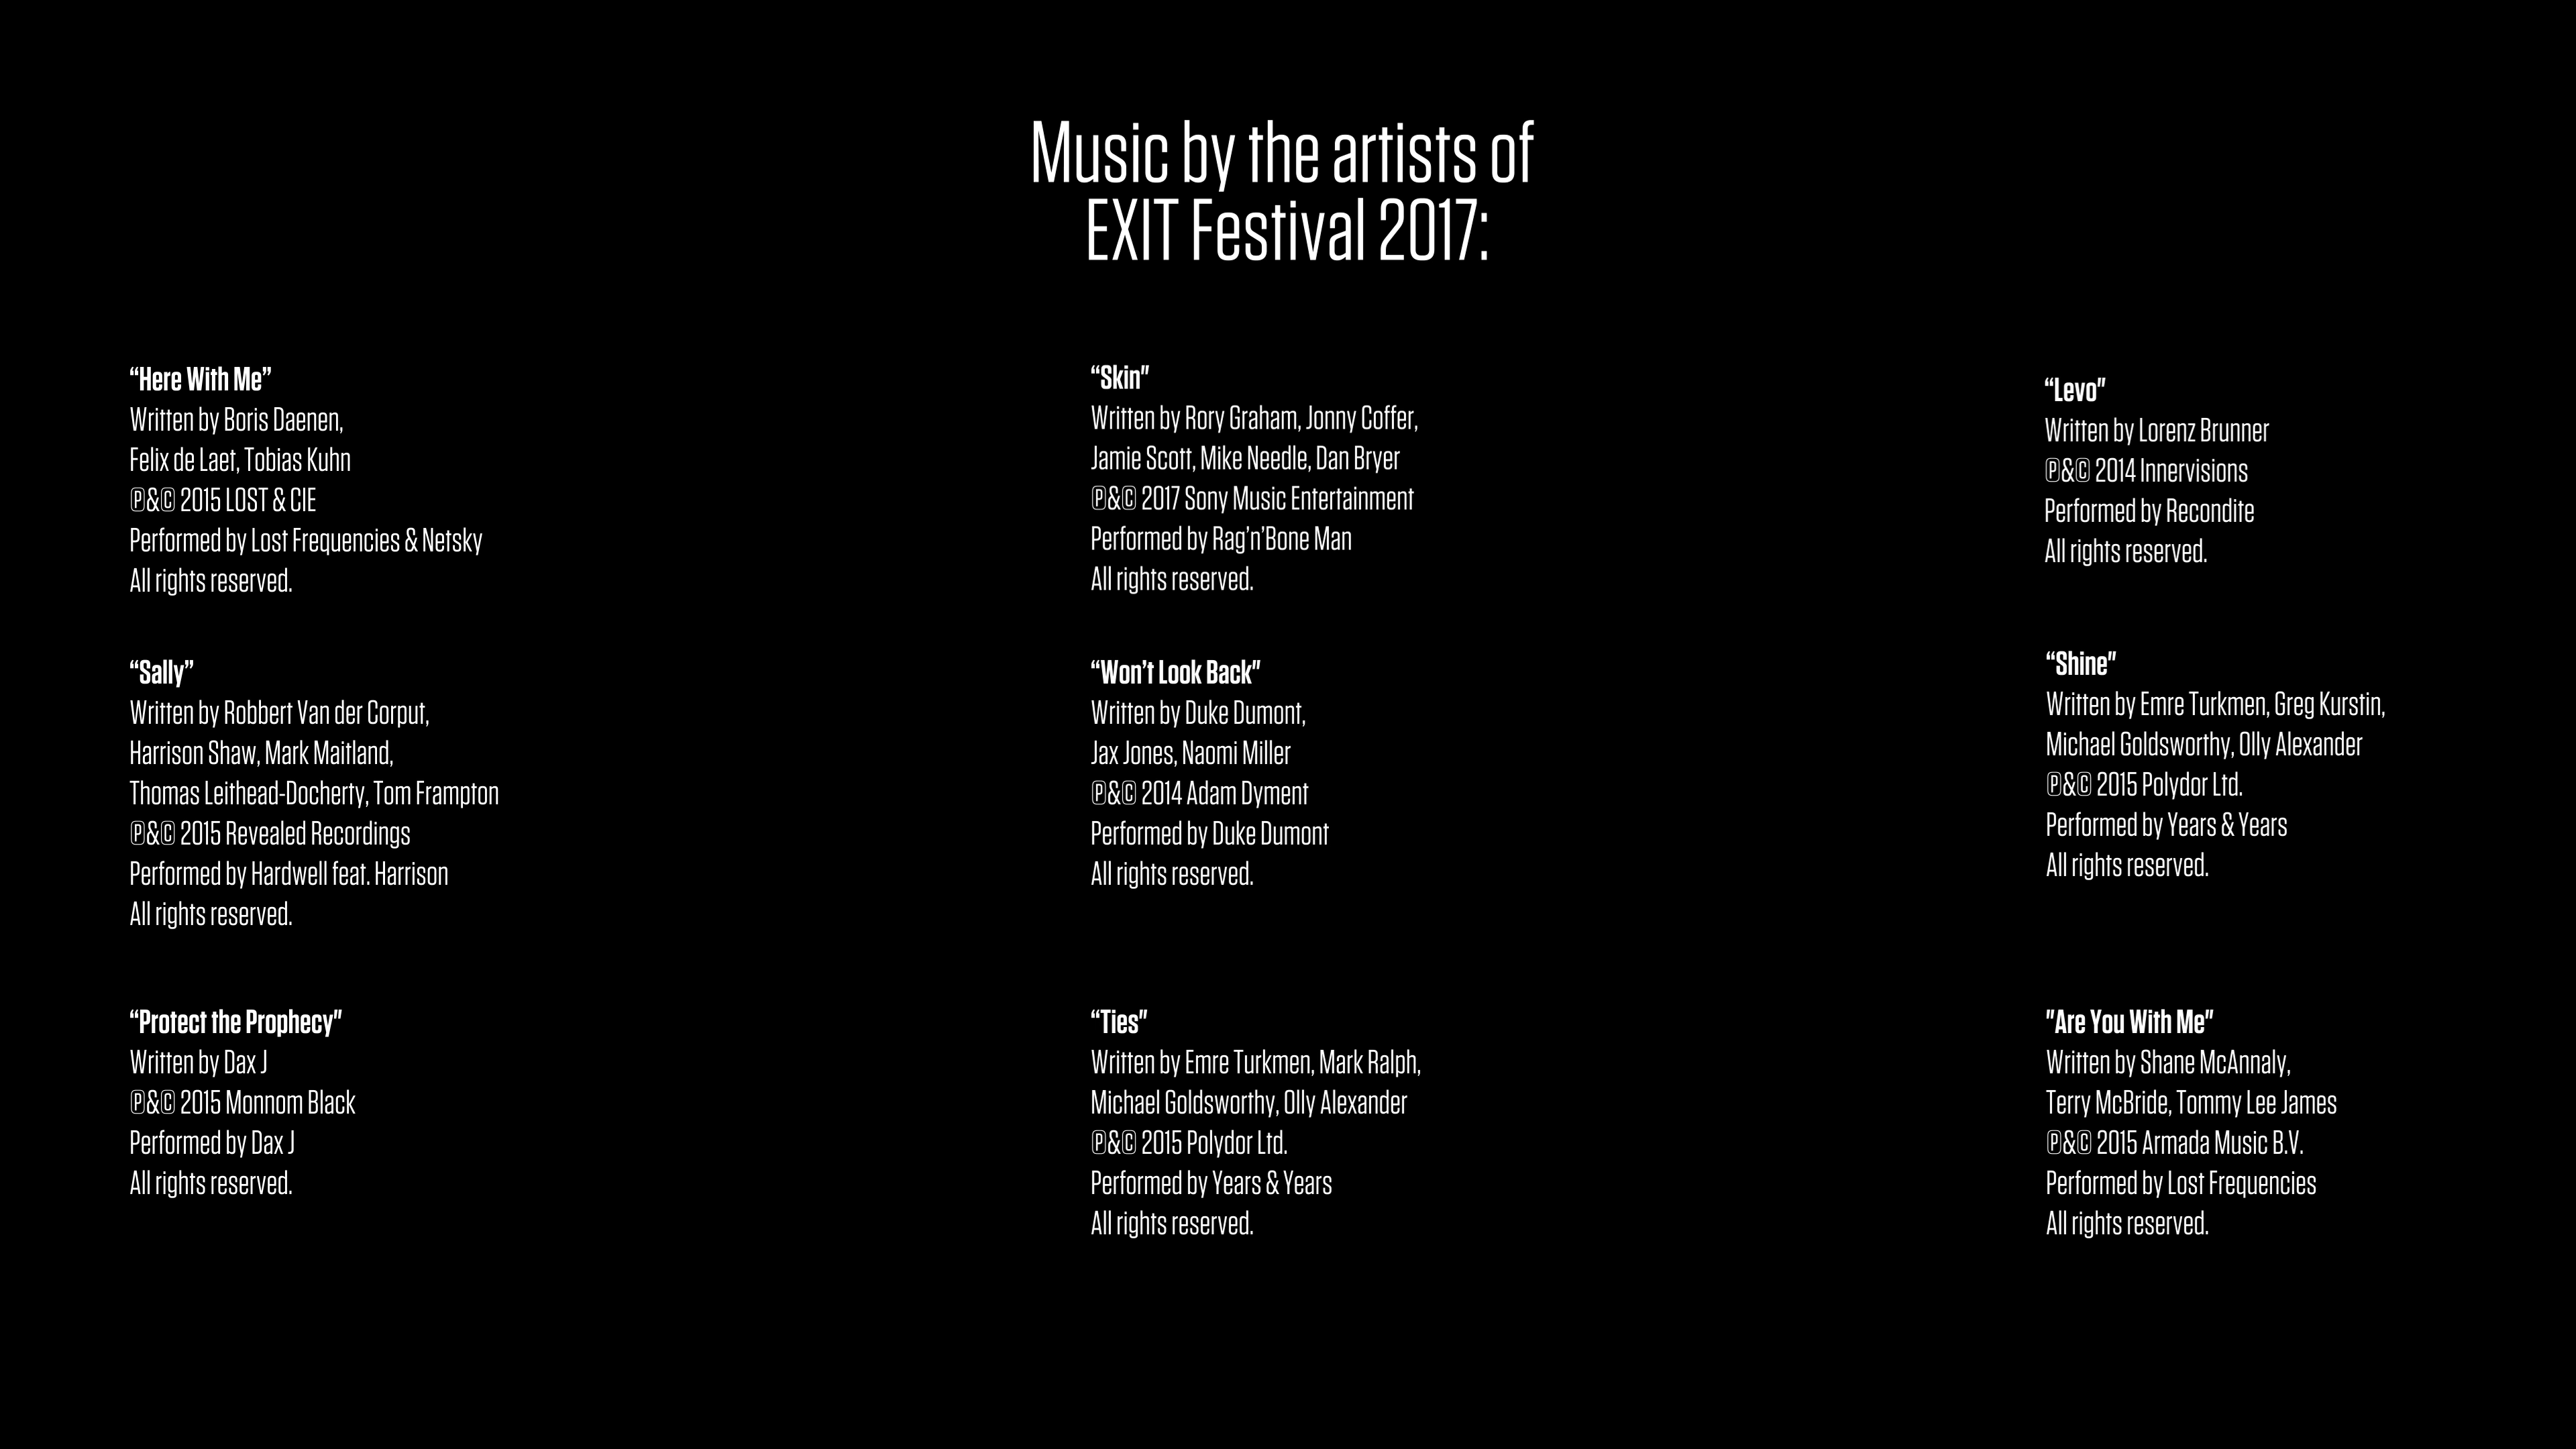 Music by the artists of
EXIT Festival 2017:
“Here With Me”
Written by Boris Daenen,
Felix de Laet, Tobias Kuhn
℗&© 2015 LOST & CIE
Performed by Lost Frequencies & Netsky
All rights reserved.
“Sally”
Written by Robbert Van der Corput,
Harrison Shaw, Mark Maitland,
Thomas Leithead-Docherty, Tom Frampton
℗&© 2015 Revealed Recordings
Performed by Hardwell feat. Harrison
All rights reserved.
“Protect the Prophecy"
Written by Dax J
℗&© 2015 Monnom Black
Performed by Dax J
All rights reserved.
“Skin"
Written by Rory Graham, Jonny Coffer,
Jamie Scott, Mike Needle, Dan Bryer
℗&© 2017 Sony Music Entertainment
Performed by Rag’n’Bone Man
All rights reserved.
“Won’t Look Back"
Written by Duke Dumont,
Jax Jones, Naomi Miller
℗&© 2014 Adam Dyment
Performed by Duke Dumont
All rights reserved.
“Ties"
Written by Emre Turkmen, Mark Ralph,
Michael Goldsworthy, Olly Alexander
℗&© 2015 Polydor Ltd.
Performed by Years & Years
All rights reserved.
“Levo"
Written by Lorenz Brunner
℗&© 2014 Innervisions
Performed by Recondite
All rights reserved.
“Shine"
Written by Emre Turkmen, Greg Kurstin,
Michael Goldsworthy, Olly Alexander
℗&© 2015 Polydor Ltd.
Performed by Years & Years
All rights reserved.
"Are You With Me"
Written by Shane McAnnaly,
Terry McBride, Tommy Lee James
℗&© 2015 Armada Music B.V.
Performed by Lost Frequencies
All rights reserved.